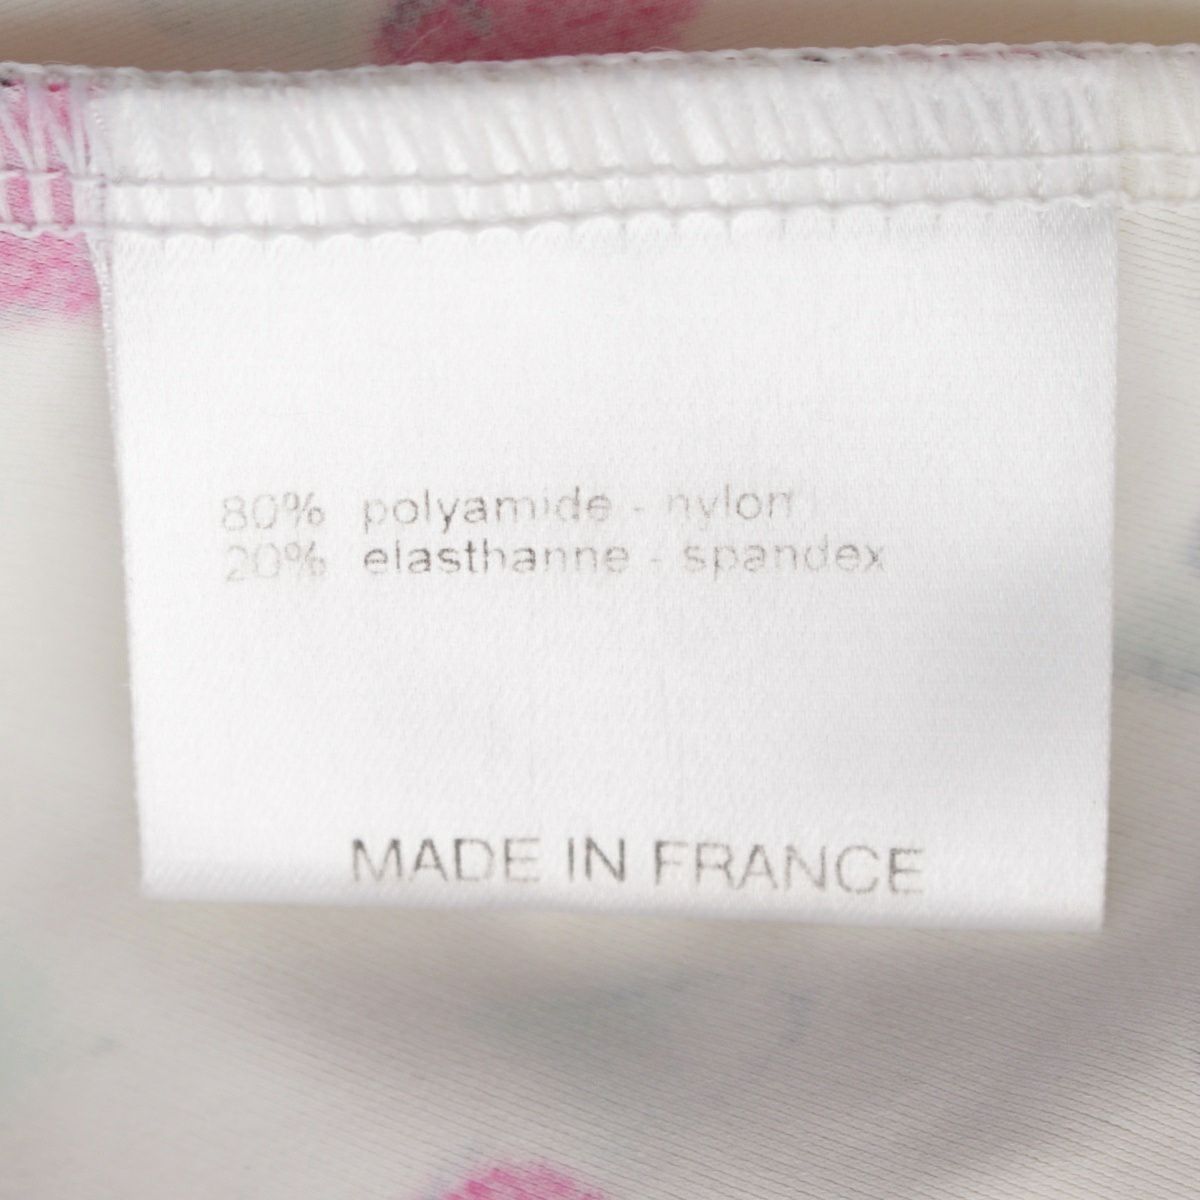 80% polyamide - nylon
20% elasthanne - spandex
MADE IN FRANCE